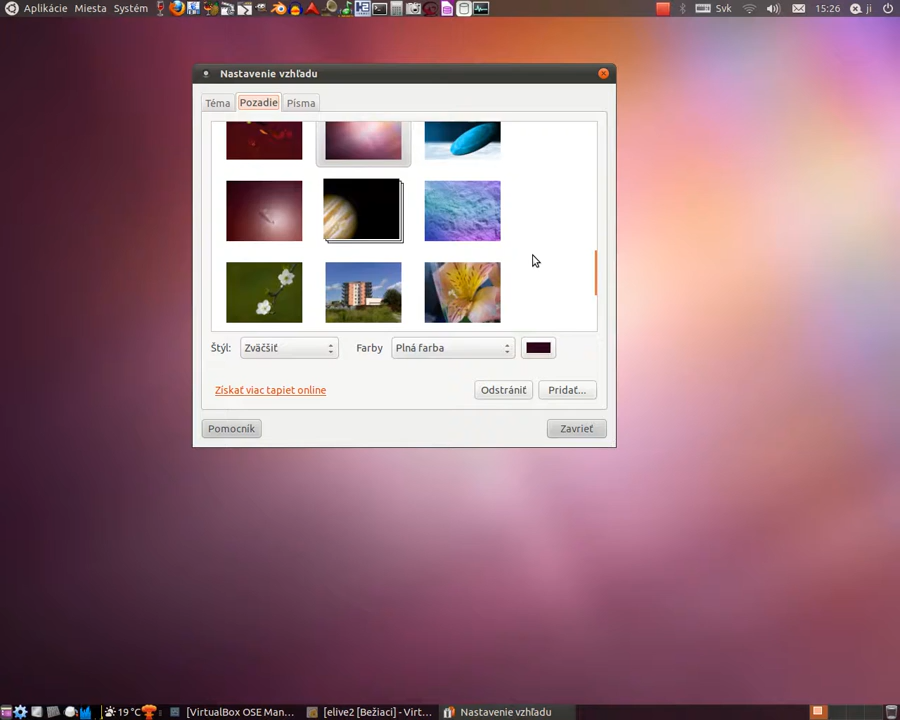 Aplikácie Miesta Systém
Svk
15:26
ji
Nastavenie vzhľadu
Téma
Pozadie
Písma
Štýl: Zväčšiť
Farby Plná farba
Získať viac tapiet online
Odstrániť
Pridať...
Pomocník
Zavrieť
19 °C
[VirtualBox OSE Man...
[elive2 [Bežiaci] - Virt...
Nastavenie vzhľadu